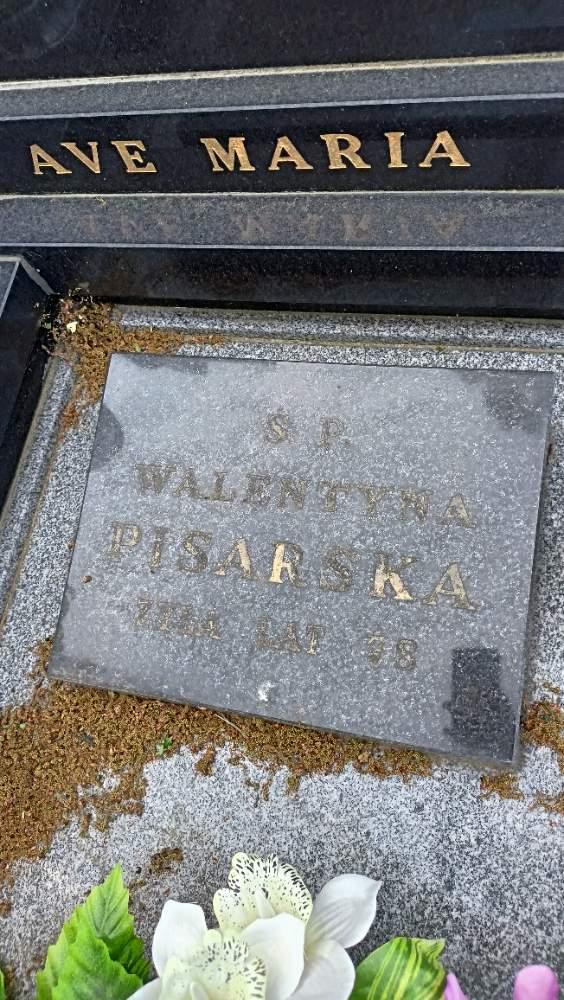 AVE MARIA
Ś. P.
WALENTYNA
PISARSKA
ŻYŁA LAT 78